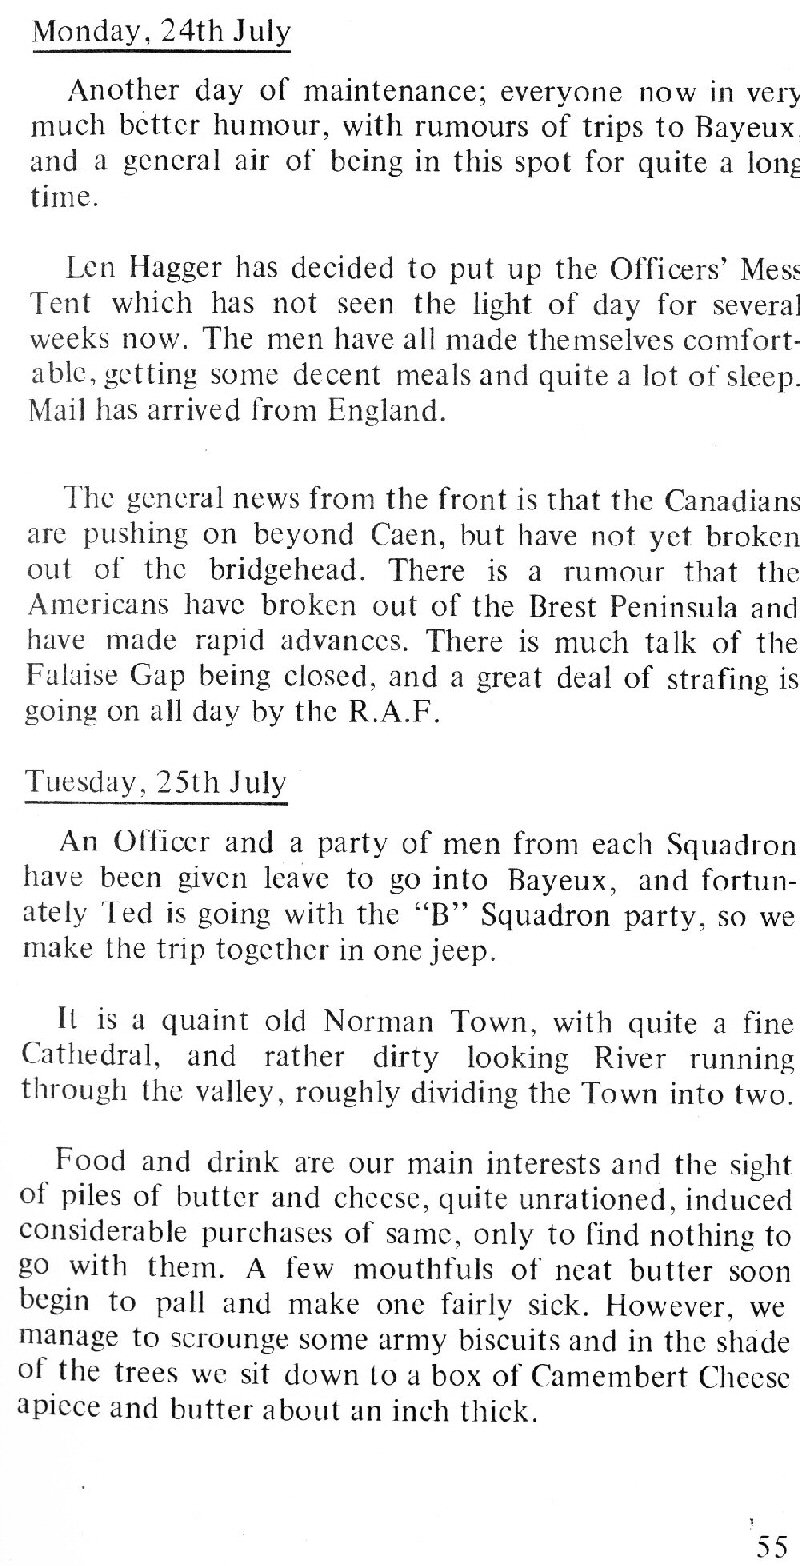 Monday, 24th July
Another day of maintenance; everyone now in very
much better humour, with rumours of trips to Bayeux,
and a general air of being in this spot for quite a long
time.
Len Hagger has decided to put up the Officers' Mess
Tent which has not seen the light of day for several
weeks now. The men have all made themselves comfort-
able, getting some decent meals and quite a lot of sleep.
Mail has arrived from England.
The general news from the front is that the Canadians
are pushing on beyond Caen, but have not yet broken
out of the bridgehead. There is a rumour that the
Americans have broken out of the Brest Peninsula and
have made rapid advances. There is much talk of the
Falaise Gap being closed, and a great deal of strafing is
going on all day by the R.A.F.
Tuesday, 25th July
An Officer and a party of men from each Squadron
have been given leave to go into Bayeux, and fortun-
ately Ted is going with the "B" Squadron party, so we
make the trip together in one jeep.
It is a quaint old Norman Town, with quite a fine
Cathedral, and rather dirty looking River running
through the valley, roughly dividing the Town into two.
Food and drink are our main interests and the sight
of piles of butter and cheese, quite unrationed, induced
considerable purchases of same, only to find nothing to
go with them. A few mouthfuls of neat butter soon
begin to pall and make one fairly sick. However, we
manage to scrounge some army biscuits and in the shade
of the trees we sit down to a box of Camembert Cheese
apiece and butter about an inch thick.
55